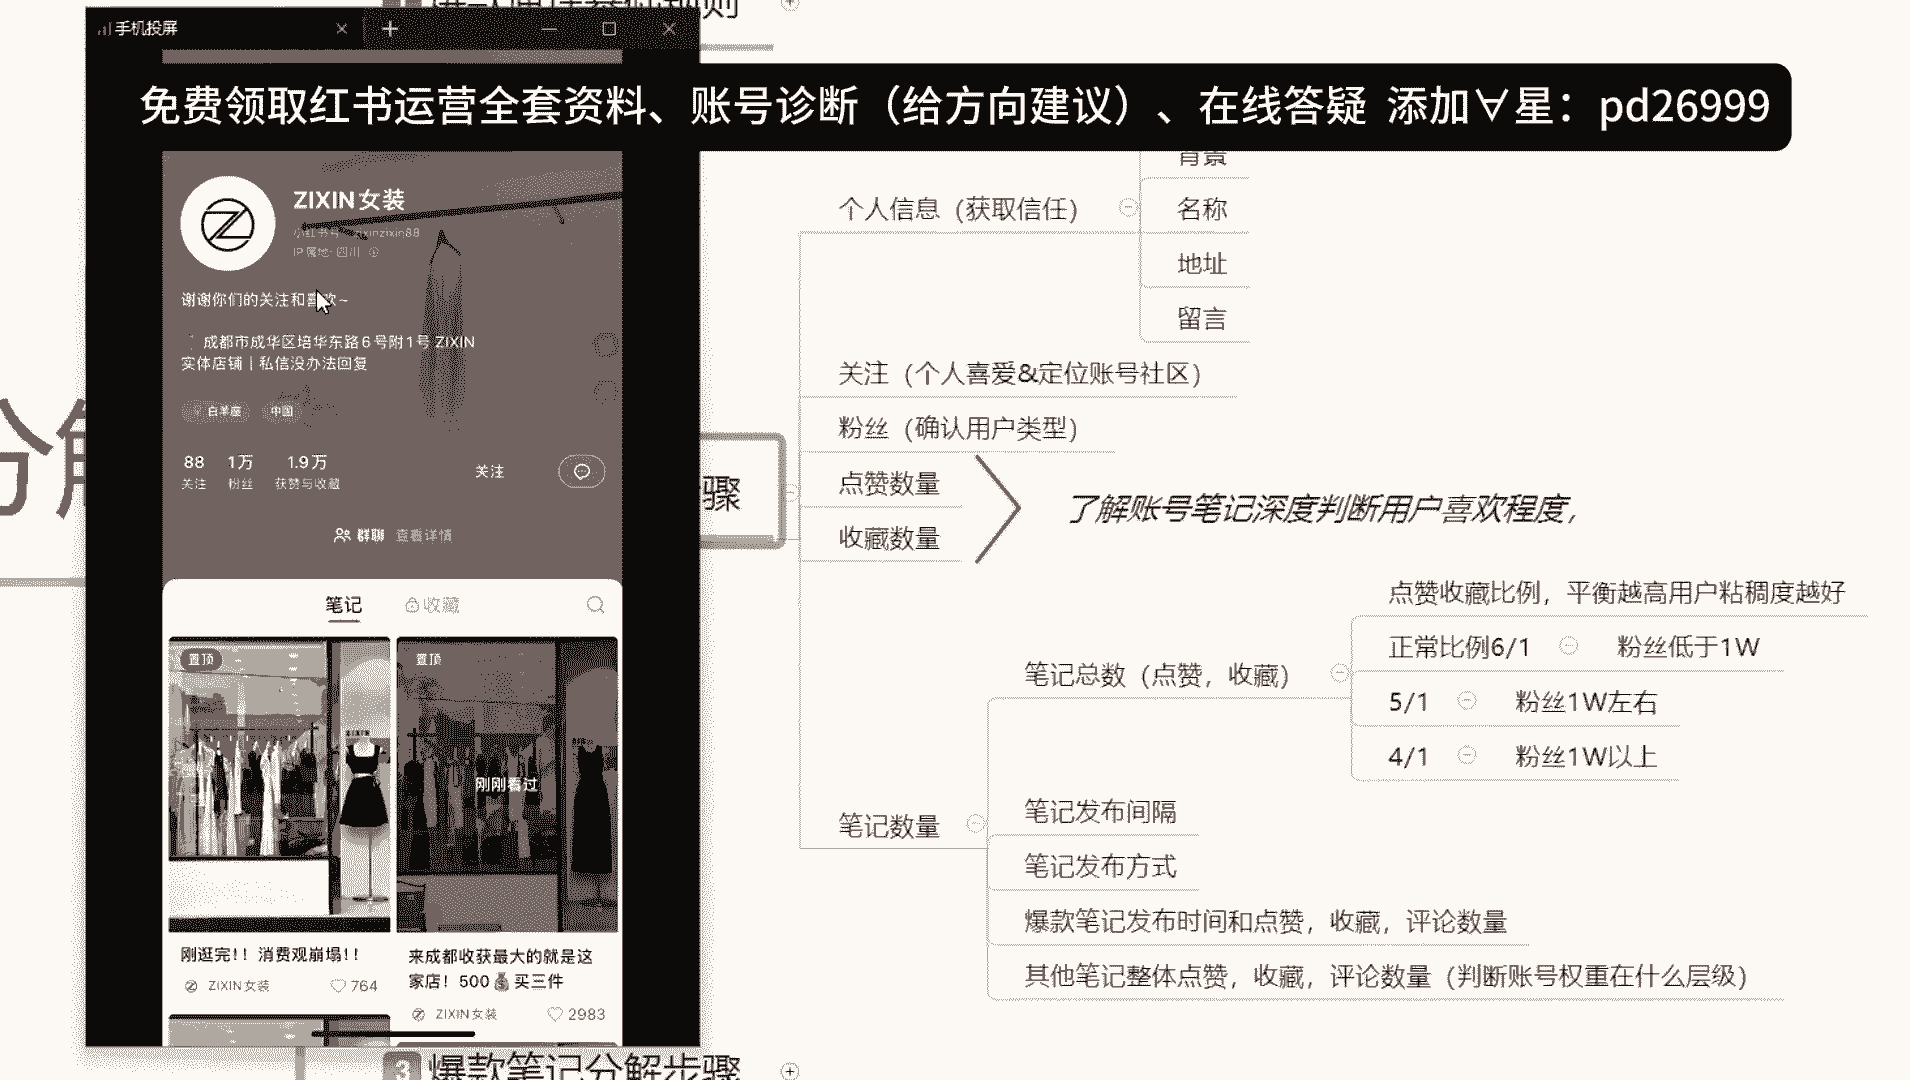 手机投屏
免费领取红书运营全套资料、账号诊断（给方向建议）、在线答疑 添加∀星：pd26999
ZIXIN女装
小红书号：zixinzixin88
IP属地：四川
谢谢你们的关注和喜欢~
成都市成华区培华东路6号附1号 ZIXIN
实体店铺 | 私信没办法回复
白羊座 中国
88 1万 1.9万
关注 粉丝 获赞与收藏
关注
群聊 查看详情
笔记 收藏
置顶
置顶
刚刚看过
刚逛完！！消费观崩塌！！
ZIXIN女装 764
来成都收获最大的就是这
家店！500💰买三件
ZIXIN女装 2983
骤
个人信息（获取信任）
背景
名称
地址
留言
关注（个人喜爱&定位账号社区）
粉丝（确认用户类型）
点赞数量
收藏数量
了解账号笔记深度判断用户喜欢程度，
笔记数量
笔记总数（点赞，收藏）
点赞收藏比例，平衡越高用户粘稠度越好
正常比例6/1 粉丝低于1W
5/1 粉丝1W左右
4/1 粉丝1W以上
笔记发布间隔
笔记发布方式
爆款笔记发布时间和点赞，收藏，评论数量
其他笔记整体点赞，收藏，评论数量（判断账号权重在什么层级）
3 爆款笔记分解步骤